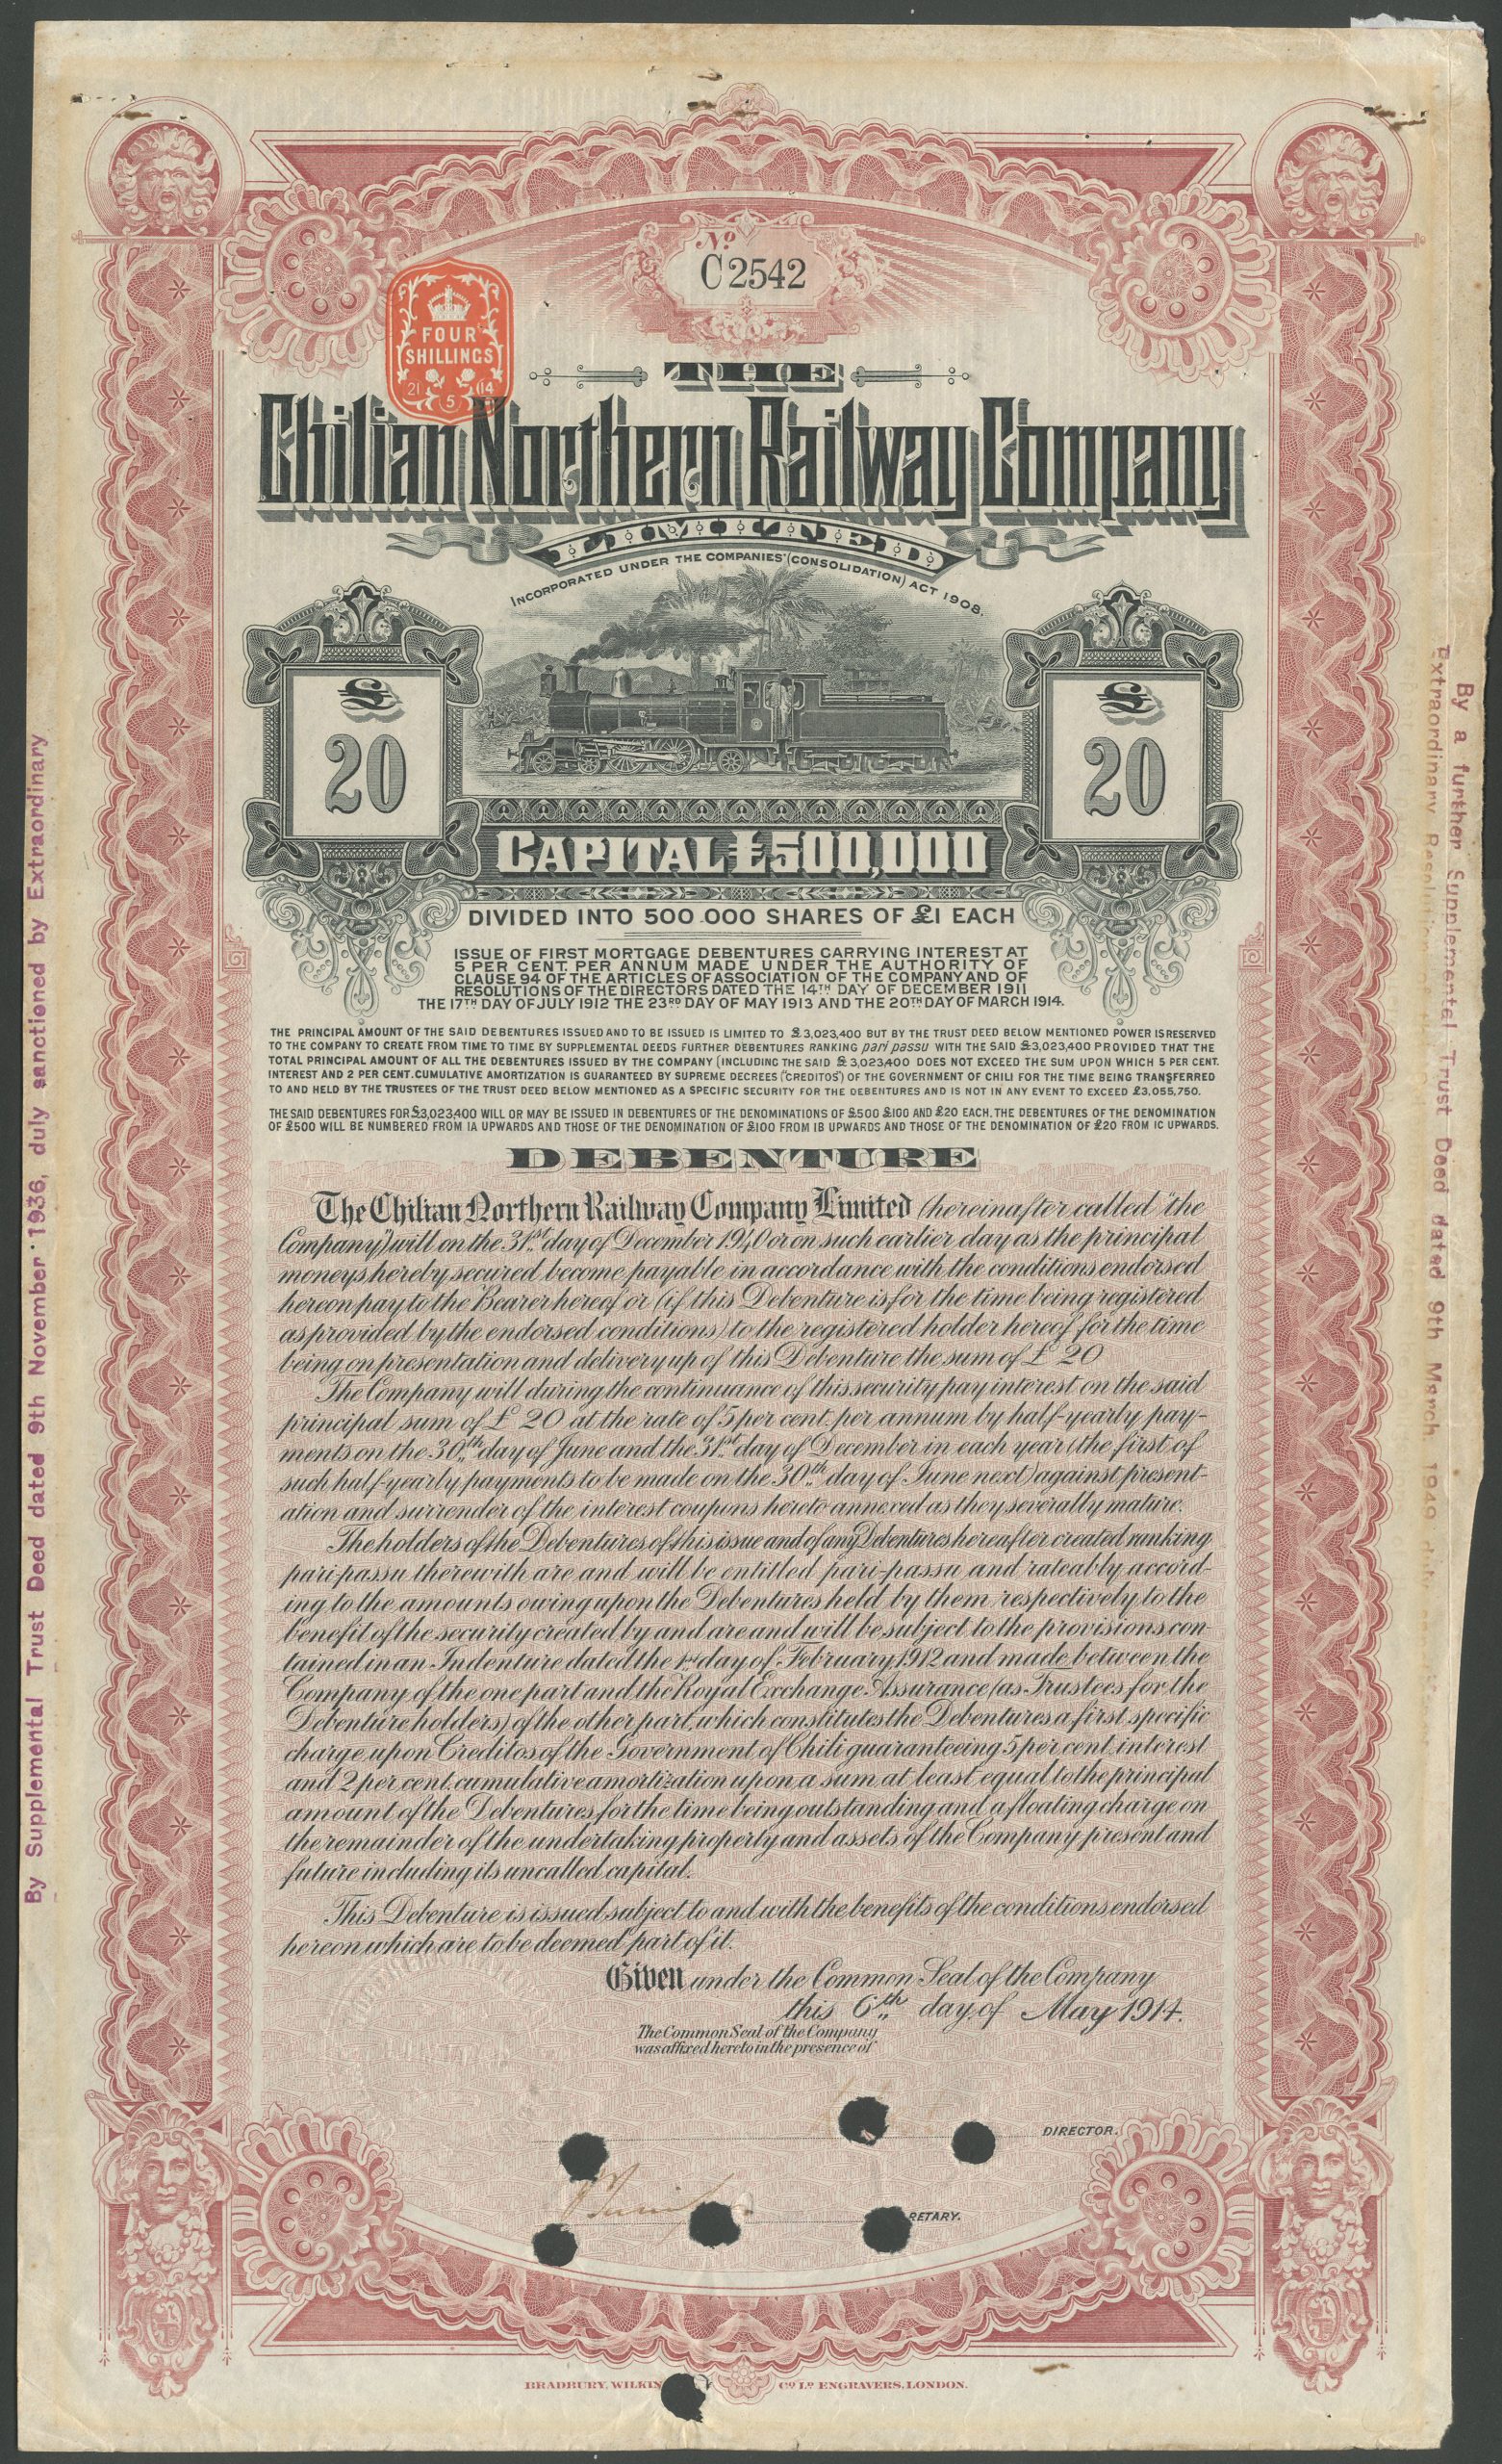 No.
C 2542
FOUR
SHILLINGS
21 14
5
THE
Chilian Northern Railway Company
LIMITED
INCORPORATED UNDER THE COMPANIES' (CONSOLIDATION) ACT 1908.
£
20
£
20
CAPITAL £500,000
DIVIDED INTO 500.000 SHARES OF £1 EACH
ISSUE OF FIRST MORTGAGE DEBENTURES CARRYING INTEREST AT
5 PER CENT. PER ANNUM MADE UNDER THE AUTHORITY OF
CLAUSE 94 OF THE ARTICLES OF ASSOCIATION OF THE COMPANY AND OF
RESOLUTIONS OF THE DIRECTORS DATED THE 14TH DAY OF DECEMBER 1911
THE 17TH DAY OF JULY 1912 THE 23RD DAY OF MAY 1913 AND THE 20TH DAY OF MARCH 1914.
THE PRINCIPAL AMOUNT OF THE SAID DEBENTURES ISSUED AND TO BE ISSUED IS LIMITED TO £3,023,400 BUT BY THE TRUST DEED BELOW MENTIONED POWER IS RESERVED
TO THE COMPANY TO CREATE FROM TIME TO TIME BY SUPPLEMENTAL DEEDS FURTHER DEBENTURES RANKING pari passu WITH THE SAID £3,023,400 PROVIDED THAT THE
TOTAL PRINCIPAL AMOUNT OF ALL THE DEBENTURES ISSUED BY THE COMPANY (INCLUDING THE SAID £3,023,400 DOES NOT EXCEED THE SUM UPON WHICH 5 PER CENT.
INTEREST AND 2 PER CENT. CUMULATIVE AMORTIZATION IS GUARANTEED BY SUPREME DECREES ("CREDITOS") OF THE GOVERNMENT OF CHILI FOR THE TIME BEING TRANSFERRED
TO AND HELD BY THE TRUSTEES OF THE TRUST DEED BELOW MENTIONED AS A SPECIFIC SECURITY FOR THE DEBENTURES AND IS NOT IN ANY EVENT TO EXCEED £3,055,750.
THE SAID DEBENTURES FOR £3,023,400 WILL OR MAY BE ISSUED IN DEBENTURES OF THE DENOMINATIONS OF £500 £100 AND £20 EACH. THE DEBENTURES OF THE DENOMINATION
OF £500 WILL BE NUMBERED FROM 1A UPWARDS AND THOSE OF THE DENOMINATION OF £100 FROM 1B UPWARDS AND THOSE OF THE DENOMINATION OF £20 FROM 1C UPWARDS.
DEBENTURE
The Chilian Northern Railway Company Limited (hereinafter called "the
Company") will on the 31st day of December 1940 or on such earlier day as the principal
moneys hereby secured become payable in accordance with the conditions endorsed
hereon pay to the Bearer hereof or (if this Debenture is for the time being registered
as provided by the endorsed conditions) to the registered holder hereof for the time
being on presentation and delivery up of this Debenture the sum of £ 20
The Company will during the continuance of this security pay interest on the said
principal sum of £ 20 at the rate of 5 per cent. per annum by half-yearly pay-
ments on the 30th day of June and the 31st day of December in each year (the first of
such half-yearly payments to be made on the 30th day of June next) against present-
ation and surrender of the interest coupons hereto annexed as they severally mature.
The holders of the Debentures of this issue and of any Debentures hereafter created ranking
pari-passu therewith are and will be entitled pari-passu and rateably accord-
ing to the amounts owing upon the Debentures held by them respectively to the
benefit of the security created by and are and will be subject to the provisions con-
tained in an Indenture dated the 1st day of February 1912 and made between the
Company of the one part and the Royal Exchange Assurance (as Trustees for the
Debenture holders) of the other part, which constitutes the Debentures a first specific
charge upon Creditos of the Government of Chili guaranteeing 5 per cent. interest
and 2 per cent. cumulative amortization upon a sum at least equal to the principal
amount of the Debentures for the time being outstanding and a floating charge on
the remainder of the undertaking property and assets of the Company present and
future including its uncalled capital.
This Debenture is issued subject to and with the benefits of the conditions endorsed
hereon which are to be deemed part of it.
Given under the Common Seal of the Company
this 6th day of May 1914.
The Common Seal of the Company
was affixed hereto in the presence of
DIRECTOR.
RETARY.
BRADBURY, WILKIN Co. Ld. ENGRAVERS, LONDON.
By Supplemental Trust Deed dated 9th November 1936, duly sanctioned by Extraordinary
By a further Supplemental Trust Deed dated 9th March 1949 duly
Extraordinary Resolution